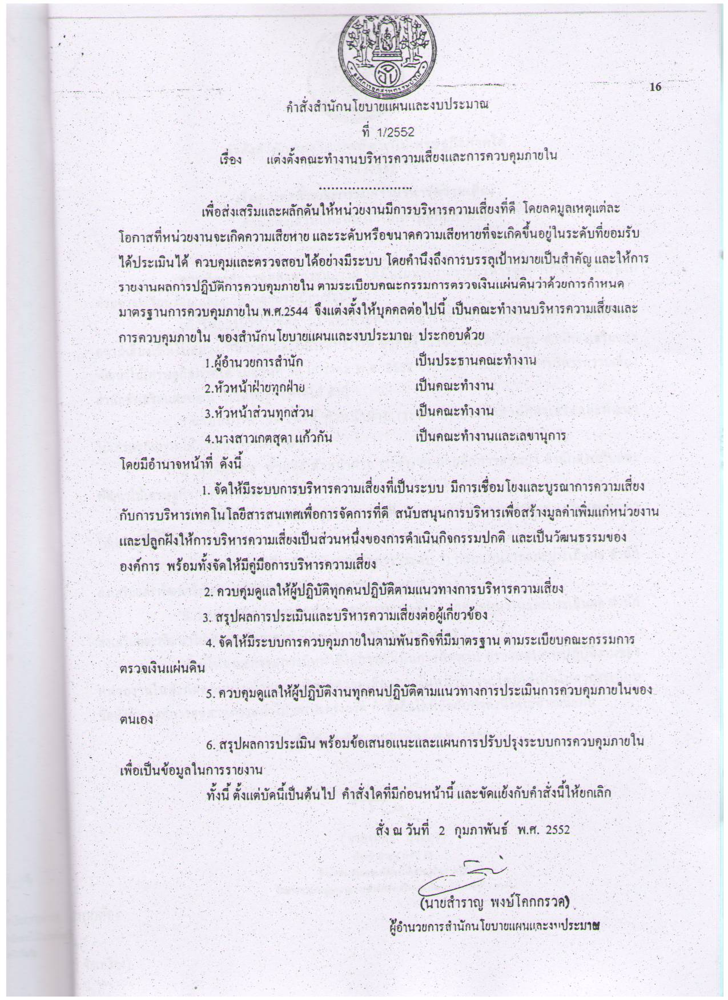 องค์การอุตสาหกรรมป่าไม้
16
คำสั่งสำนักนโยบายแผนและงบประมาณ
ที่ 1/2552
เรื่อง แต่งตั้งคณะทำงานบริหารความเสี่ยงและการควบคุมภายใน
.......................
เพื่อส่งเสริมและผลักดันให้หน่วยงานมีการบริหารความเสี่ยงที่ดี โดยลดมูลเหตุแต่ละ
โอกาสที่หน่วยงานจะเกิดความเสียหาย และระดับหรือขนาดความเสียหายที่จะเกิดขึ้นอยู่ในระดับที่ยอมรับ
ได้ประเมินได้ ควบคุมและตรวจสอบได้อย่างมีระบบ โดยคำนึงถึงการบรรลุเป้าหมายเป็นสำคัญ และให้การ
รายงานผลการปฏิบัติการควบคุมภายใน ตามระเบียบคณะกรรมการตรวจเงินแผ่นดินว่าด้วยการกำหนด
มาตรฐานการควบคุมภายใน พ.ศ.2544 จึงแต่งตั้งให้บุคคลต่อไปนี้ เป็นคณะทำงานบริหารความเสี่ยงและ
การควบคุมภายใน ของสำนักนโยบายแผนและงบประมาณ ประกอบด้วย
1.ผู้อำนวยการสำนัก เป็นประธานคณะทำงาน
2.หัวหน้าฝ่ายทุกฝ่าย เป็นคณะทำงาน
3.หัวหน้าส่วนทุกส่วน เป็นคณะทำงาน
4.นางสาวเกตสุดา แก้วกัน เป็นคณะทำงานและเลขานุการ
โดยมีอำนาจหน้าที่ ดังนี้
1. จัดให้มีระบบการบริหารความเสี่ยงที่เป็นระบบ มีการเชื่อมโยงและบูรณาการความเสี่ยง
กับการบริหารเทคโนโลยีสารสนเทศเพื่อการจัดการที่ดี สนับสนุนการบริหารเพื่อสร้างมูลค่าเพิ่มแก่หน่วยงาน
และปลูกฝังให้การบริหารความเสี่ยงเป็นส่วนหนึ่งของการดำเนินกิจกรรมปกติ และเป็นวัฒนธรรมของ
องค์การ พร้อมทั้งจัดให้มีคู่มือการบริหารความเสี่ยง
2. ควบคุมดูแลให้ผู้ปฏิบัติทุกคนปฏิบัติตามแนวทางการบริหารความเสี่ยง
3. สรุปผลการประเมินและบริหารความเสี่ยงต่อผู้เกี่ยวข้อง
4. จัดให้มีระบบการควบคุมภายในตามพันธกิจที่มีมาตรฐาน ตามระเบียบคณะกรรมการ
ตรวจเงินแผ่นดิน
5. ควบคุมดูแลให้ผู้ปฏิบัติงานทุกคนปฏิบัติตามแนวทางการประเมินการควบคุมภายในของ
ตนเอง
6. สรุปผลการประเมิน พร้อมข้อเสนอแนะและแผนการปรับปรุงระบบการควบคุมภายใน
เพื่อเป็นข้อมูลในการรายงาน
ทั้งนี้ ตั้งแต่บัดนี้เป็นต้นไป คำสั่งใดที่มีก่อนหน้านี้ และขัดแย้งกับคำสั่งนี้ให้ยกเลิก
สั่ง ณ วันที่ 2 กุมภาพันธ์ พ.ศ. 2552
(นายสำราญ พงษ์โคกกรวด)
ผู้อำนวยการสำนักนโยบายแผนและงบประมาณ